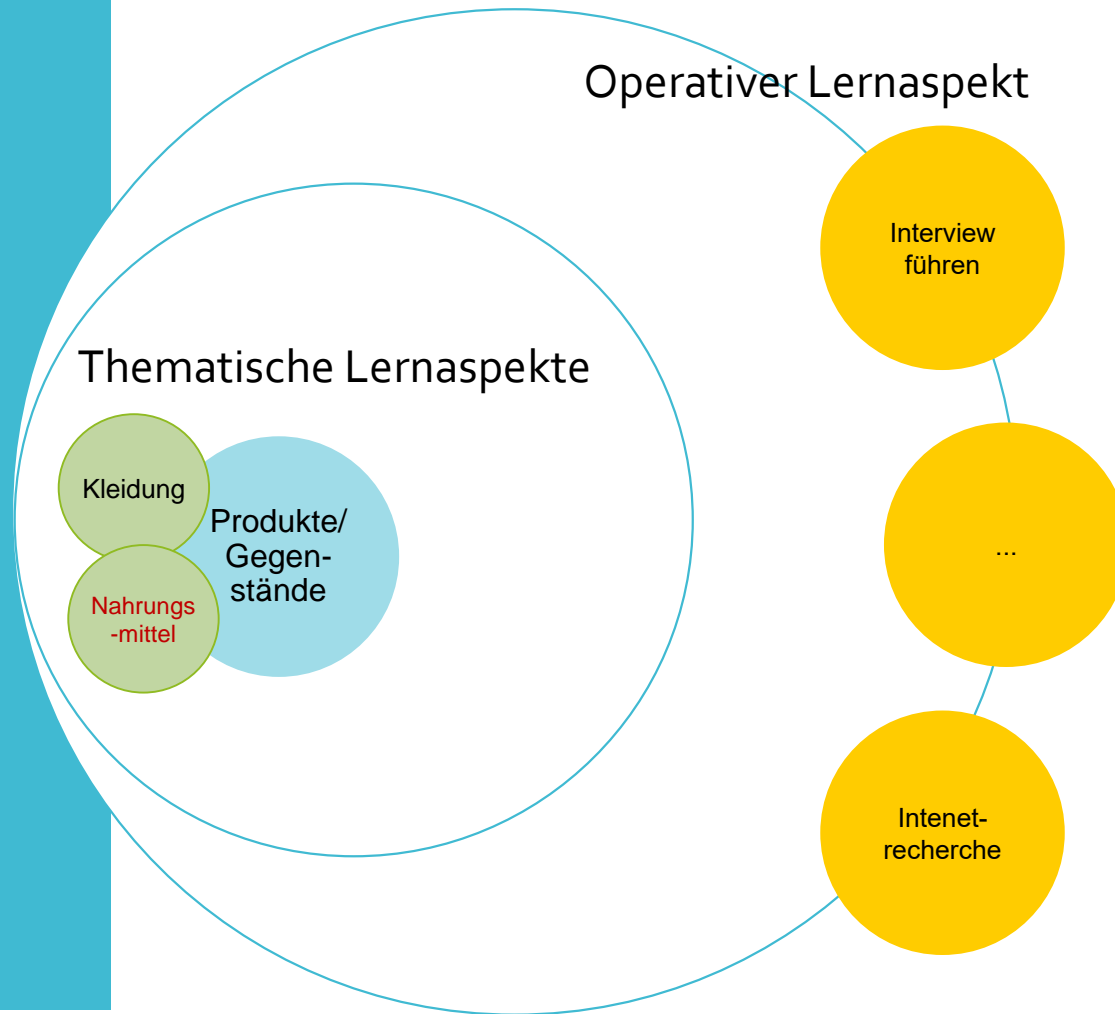 Operativer Lernaspekt
Interview
führen
Thematische Lernaspekte
Kleidung
Produkte/
Gegen-
stände
Nahrungs
-mittel
...
Intenet-
recherche